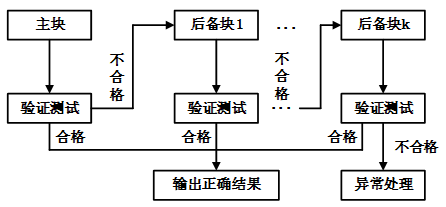 主块
后备块1
...
后备块k
不合格
不合格
验证测试
验证测试
...
验证测试
合格
合格
合格
不合格
输出正确结果
异常处理